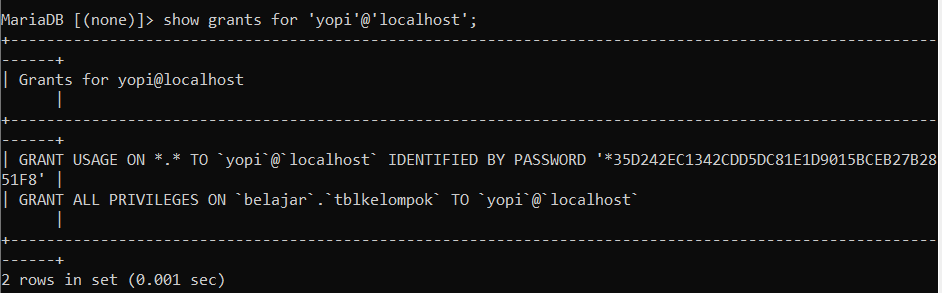 MariaDB [(none)]> show grants for 'yopi'@'localhost';
+-------------------------------------------------------------------------------------------------------
------+
| Grants for yopi@localhost
      |
+-------------------------------------------------------------------------------------------------------
------+
| GRANT USAGE ON *.* TO `yopi`@`localhost` IDENTIFIED BY PASSWORD '*35D242EC1342CDD5DC81E1D9015BCEB27B28
51F8' |
| GRANT ALL PRIVILEGES ON `belajar`.`tblkelompok` TO `yopi`@`localhost`
      |
+-------------------------------------------------------------------------------------------------------
------+
2 rows in set (0.001 sec)